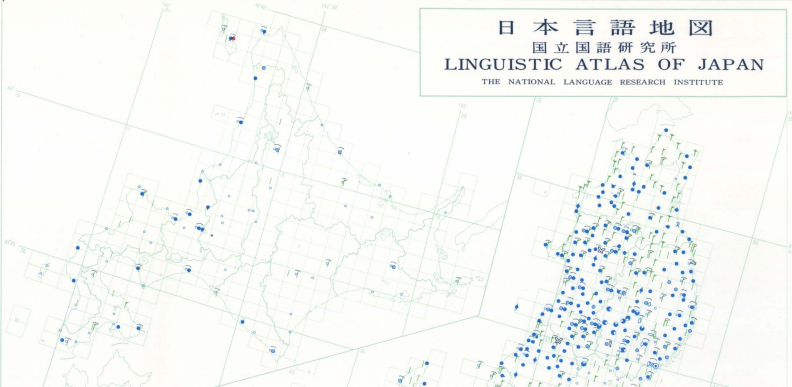 日本言語地図
国立国語研究所
LINGUISTIC ATLAS OF JAPAN
THE NATIONAL LANGUAGE RESEARCH INSTITUTE